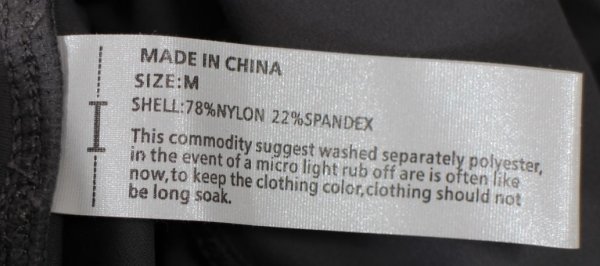 MADE IN CHINA
SIZE:M
SHELL:78%NYLON 22%SPANDEX
This commodity suggest washed separately polyester,
in the event of a micro light rub off are is often like
now,to keep the clothing color,clothing should not
be long soak.